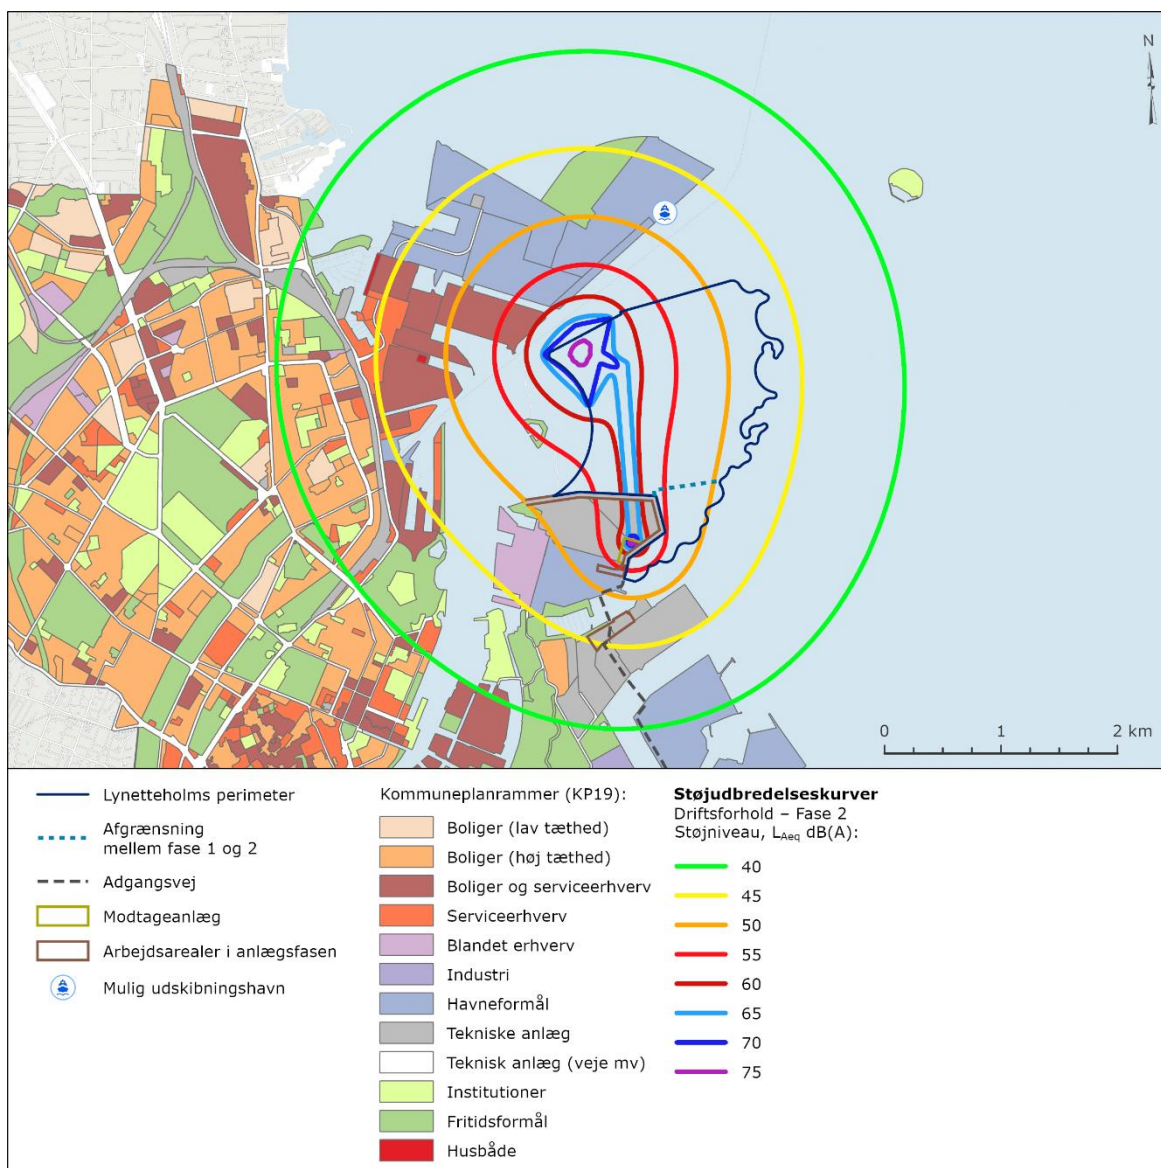 N
0 1 2 km
Lynetteholms perimeter
Afgrænsning
mellem fase 1 og 2
Adgangsvej
Modtageanlæg
Arbejdsarealer i anlægsfasen
Mulig udskibningshavn
Kommuneplanrammer (KP19):
Boliger (lav tæthed)
Boliger (høj tæthed)
Boliger og serviceerhverv
Serviceerhverv
Blandet erhverv
Industri
Havneformål
Tekniske anlæg
Teknisk anlæg (veje mv)
Institutioner
Fritidsformål
Husbåde
Støjudbredelseskurver
Driftsforhold – Fase 2
Støjniveau, LAeq dB(A):
40
45
50
55
60
65
70
75